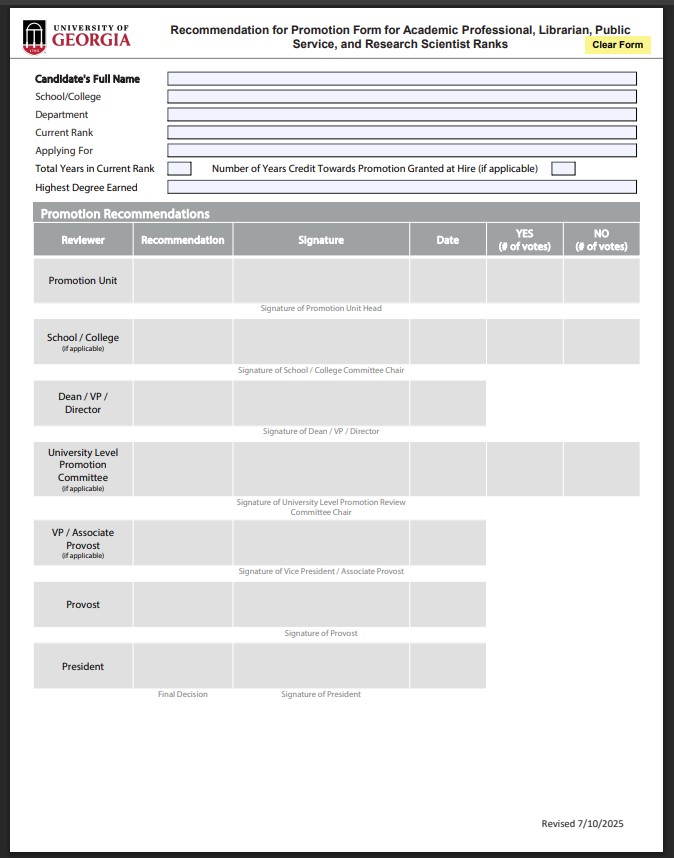 UNIVERSITY OF
GEORGIA
1785
Recommendation for Promotion Form for Academic Professional, Librarian, Public
Service, and Research Scientist Ranks
Clear Form
Candidate's Full Name
School/College
Department
Current Rank
Applying For
Total Years in Current Rank Number of Years Credit Towards Promotion Granted at Hire (if applicable)
Highest Degree Earned
Promotion Recommendations
Reviewer Recommendation Signature Date YES (# of votes) NO (# of votes)
Promotion Unit
Signature of Promotion Unit Head
School / College
(if applicable)
Signature of School / College Committee Chair
Dean / VP /
Director
Signature of Dean / VP / Director
University Level
Promotion
Committee
(if applicable)
Signature of University Level Promotion Review
Committee Chair
VP / Associate
Provost
(if applicable)
Signature of Vice President / Associate Provost
Provost
Signature of Provost
President
Final Decision Signature of President
Revised 7/10/2025